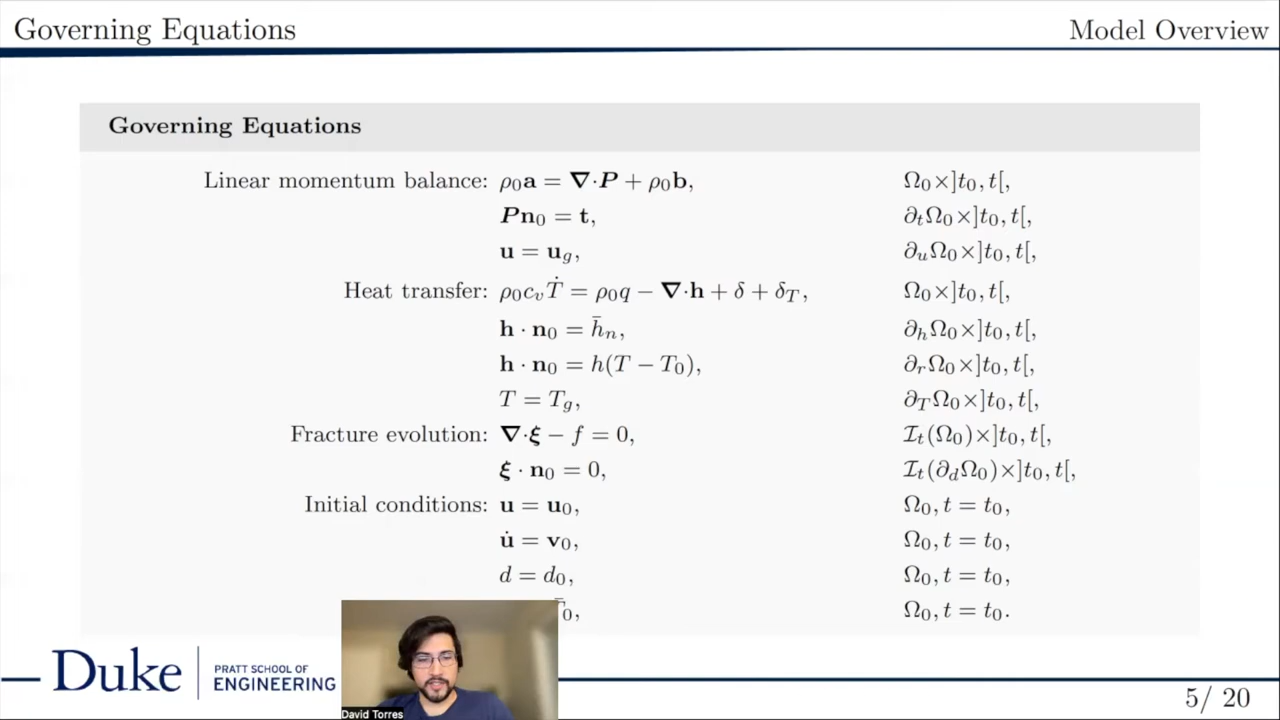 Governing Equations Model Overview
Governing Equations
Linear momentum balance: ρ₀𝐚 = ∇·𝑷 + ρ₀𝐛, Ω₀×]t₀, t[,
𝑷𝐧₀ = 𝐭, ∂ₜΩ₀×]t₀, t[,
𝐮 = 𝐮_g, ∂ᵤΩ₀×]t₀, t[,
Heat transfer: ρ₀cᵥṪ = ρ₀q − ∇·𝐡 + δ + δ_T, Ω₀×]t₀, t[,
𝐡 · 𝐧₀ = h̄ₙ, ∂ₕΩ₀×]t₀, t[,
𝐡 · 𝐧₀ = h(T − T₀), ∂ᵣΩ₀×]t₀, t[,
T = T_g, ∂_TΩ₀×]t₀, t[,
Fracture evolution: ∇·𝝃 − f = 0, ℐₜ(Ω₀)×]t₀, t[,
𝝃 · 𝐧₀ = 0, ℐₜ(∂_dΩ₀)×]t₀, t[,
Initial conditions: 𝐮 = 𝐮₀, Ω₀, t = t₀,
𝐮̇ = 𝐯₀, Ω₀, t = t₀,
d = d₀, Ω₀, t = t₀,
Ω₀, t = t₀.
Duke PRATT SCHOOL OF
ENGINEERING
David Torres
5/ 20